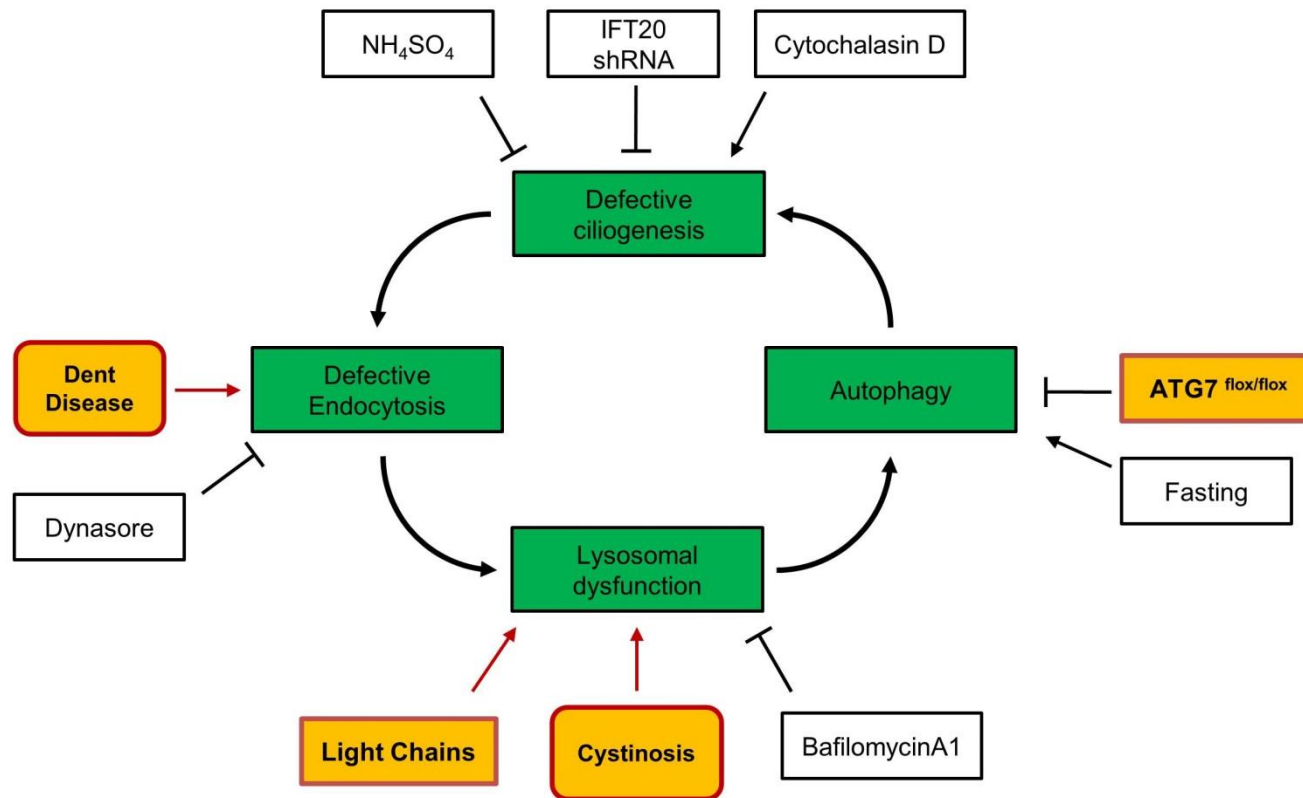 NH₄SO₄
IFT20
shRNA
Cytochalasin D
Defective
ciliogenesis
Dent
Disease
Defective
Endocytosis
Autophagy
ATG7 flox/flox
Dynasore
Fasting
Lysosomal
dysfunction
Light Chains
Cystinosis
BafilomycinA1